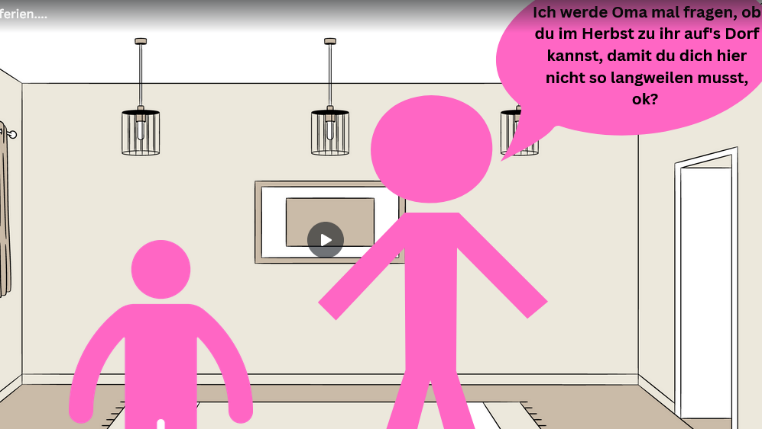 ferien....
Ich werde Oma mal fragen, ob
du im Herbst zu ihr auf's Dorf
kannst, damit du dich hier
nicht so langweilen musst,
ok?